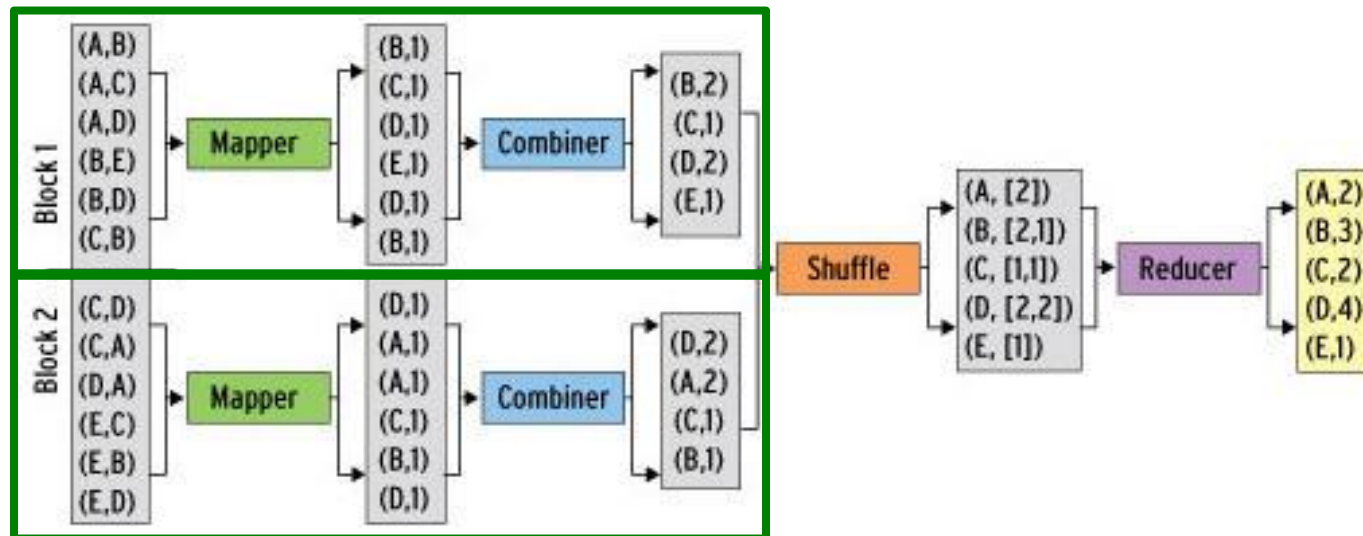 Block 1
(A,B)
(A,C)
(A,D)
(B,E)
(B,D)
(C,B)
Mapper
(B,1)
(C,1)
(D,1)
(E,1)
(D,1)
(B,1)
Combiner
(B,2)
(C,1)
(D,2)
(E,1)
Block 2
(C,D)
(C,A)
(D,A)
(E,C)
(E,B)
(E,D)
Mapper
(D,1)
(A,1)
(A,1)
(C,1)
(B,1)
(D,1)
Combiner
(D,2)
(A,2)
(C,1)
(B,1)
Shuffle
(A, [2])
(B, [2,1])
(C, [1,1])
(D, [2,2])
(E, [1])
Reducer
(A,2)
(B,3)
(C,2)
(D,4)
(E,1)